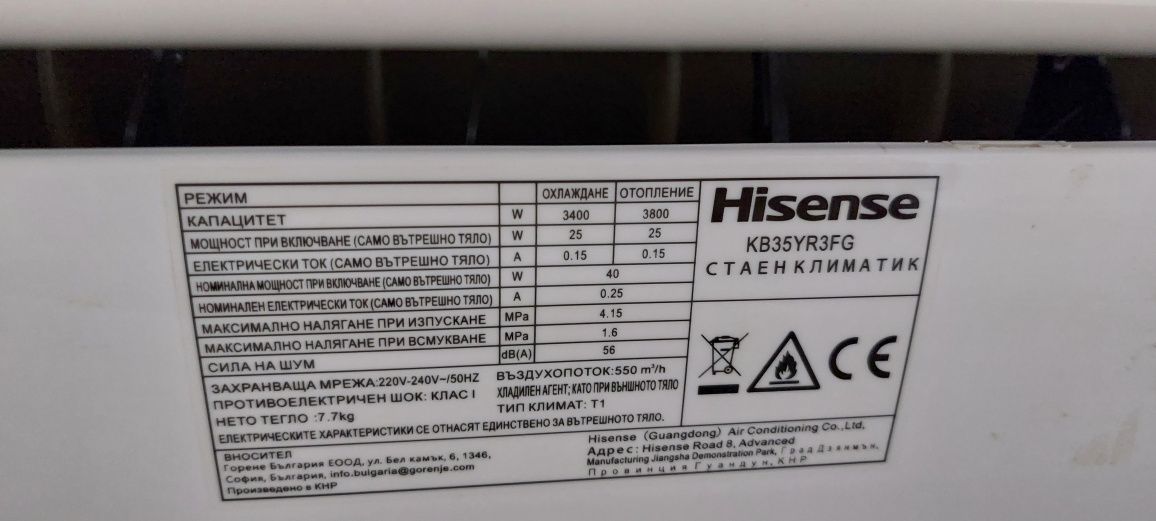 РЕЖИМ ОХЛАЖДАНЕ ОТОПЛЕНИЕ
КАПАЦИТЕТ W 3400 3800
МОЩНОСТ ПРИ ВКЛЮЧВАНЕ (САМО ВЪТРЕШНО ТЯЛО) W 25 25
ЕЛЕКТРИЧЕСКИ ТОК (САМО ВЪТРЕШНО ТЯЛО) A 0.15 0.15
НОМИНАЛНА МОЩНОСТ ПРИ ВКЛЮЧВАНЕ (САМО ВЪТРЕШНО ТЯЛО) W 40
НОМИНАЛЕН ЕЛЕКТРИЧЕСКИ ТОК (САМО ВЪТРЕШНО ТЯЛО) A 0.25
МАКСИМАЛНО НАЛЯГАНЕ ПРИ ИЗПУСКАНЕ MPa 4.15
МАКСИМАЛНО НАЛЯГАНЕ ПРИ ВСМУКВАНЕ MPa 1.6
СИЛА НА ШУМ dB(A) 56
ЗАХРАНВАЩА МРЕЖА:220V-240V~/50HZ ВЪЗДУХОПОТОК:550 m³/h
ПРОТИВОЕЛЕКТРИЧЕН ШОК: КЛАС I ХЛАДИЛЕН АГЕНТ; КАТО ПРИ ВЪНШНОТО ТЯЛО
НЕТО ТЕГЛО :7.7kg ТИП КЛИМАТ: T1
ЕЛЕКТРИЧЕСКИТЕ ХАРАКТЕРИСТИКИ СЕ ОТНАСЯТ ЕДИНСТВЕНО ЗА ВЪТРЕШНОТО ТЯЛО.
ВНОСИТЕЛ
Горене България ЕООД, ул. Бел камък, 6, 1346,
София, България, info.bulgaria@gorenje.com
Произведено в КНР
Hisense (Guangdong) Air Conditioning Co.,Ltd,
Адрес: Hisense Road 8, Advanced
Manufacturing Jiangsha Demonstration Park, Град Дзянмън,
Провинция Гуандун, КНР
Hisense
KB35YR3FG
СТАЕН КЛИМАТИК
CE